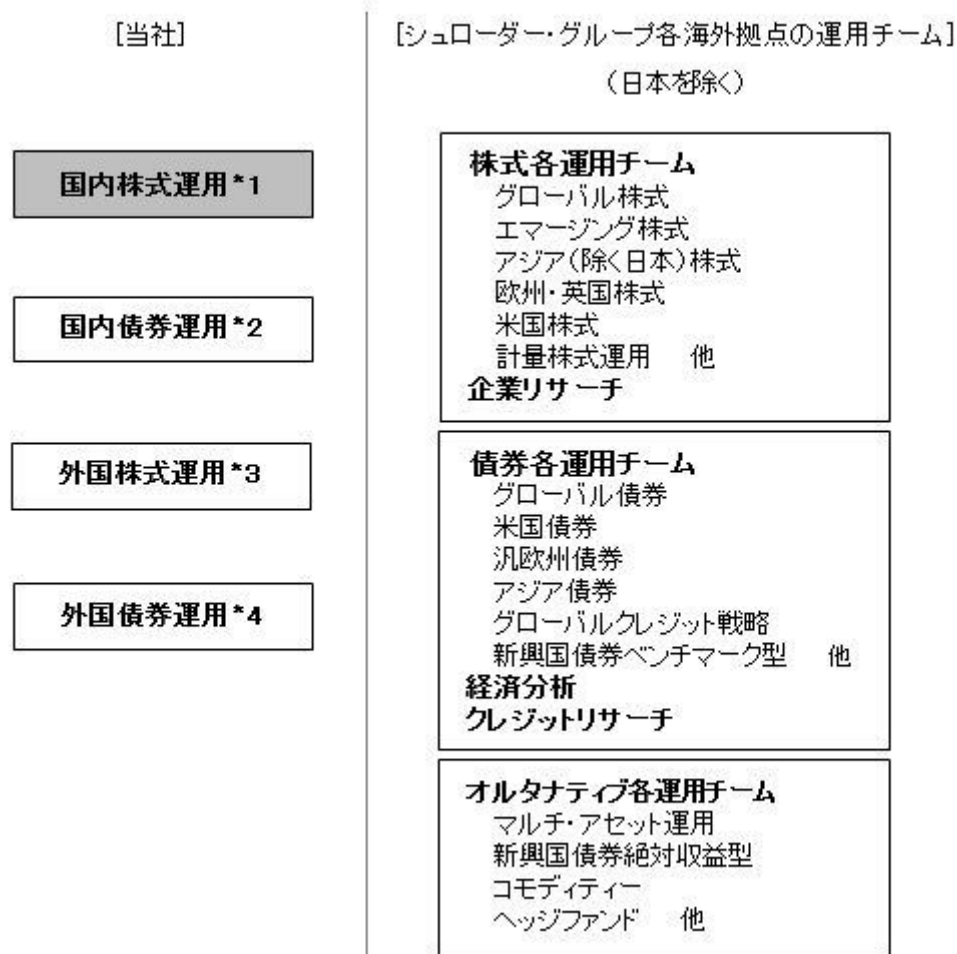 [当社]
国内株式運用*1
国内債券運用*2
外国株式運用*3
外国債券運用*4
[シュローダー・グループ各海外拠点の運用チーム]
(日本を除く)
株式各運用チーム
グローバル株式
エマージング株式
アジア(除く日本)株式
欧州・英国株式
米国株式
計量株式運用 他
企業リサーチ
債券各運用チーム
グローバル債券
米国債券
汎欧州債券
アジア債券
グローバルクレジット戦略
新興国債券ベンチマーク型 他
経済分析
クレジットリサーチ
オルタナティブ各運用チーム
マルチ・アセット運用
新興国債券絶対収益型
コモディティー
ヘッジファンド 他